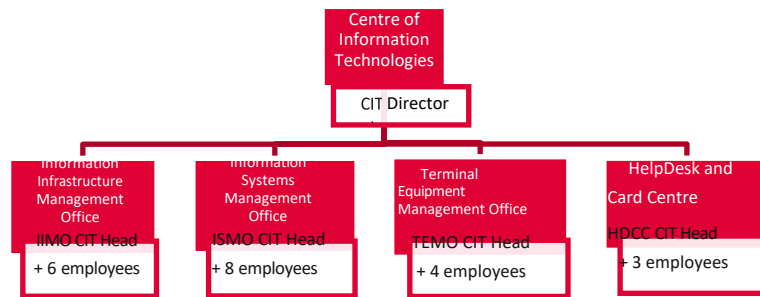 Centre of
Information
Technologies
CIT Director
Information
Infrastructure
Management
Office
IIMO CIT Head
+ 6 employees
Information
Systems
Management
Office
ISMO CIT Head
+ 8 employees
Terminal
Equipment
Management Office
TEMO CIT Head
+ 4 employees
HelpDesk and
Card Centre
HDCC CIT Head
+ 3 employees